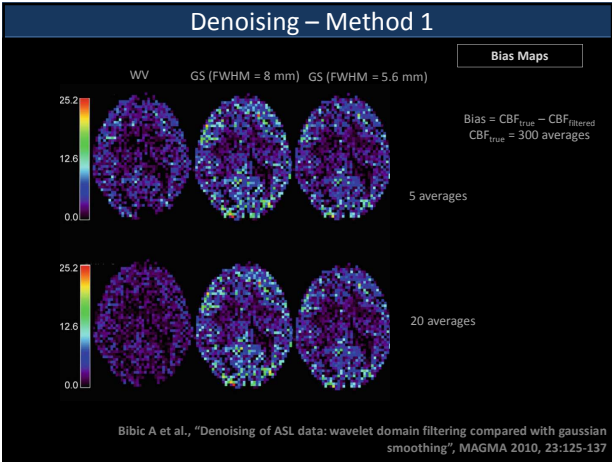 Denoising – Method 1
Bias Maps
WV
GS (FWHM = 8 mm)
GS (FWHM = 5.6 mm)
25.2
12.6
0.0
Bias = CBFtrue – CBFfiltered
CBFtrue = 300 averages
5 averages
25.2
12.6
0.0
20 averages
Bibic A et al., “Denoising of ASL data: wavelet domain filtering compared with gaussian
smoothing”, MAGMA 2010, 23:125-137